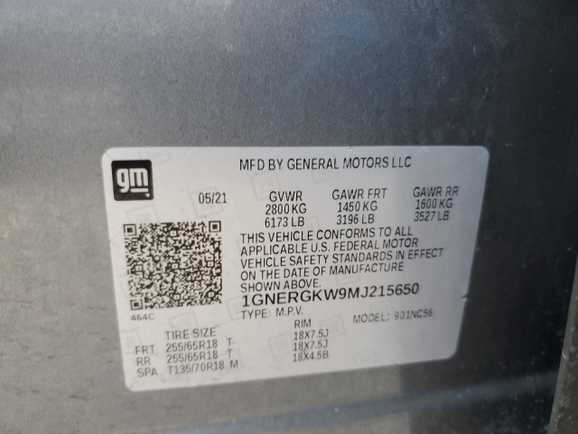 gm
MFD BY GENERAL MOTORS LLC
05/21 GVWR GAWR FRT GAWR RR
2800 KG 1450 KG 1600 KG
6173 LB 3196 LB 3527 LB
THIS VEHICLE CONFORMS TO ALL
APPLICABLE U.S. FEDERAL MOTOR
VEHICLE SAFETY STANDARDS IN EFFECT
ON THE DATE OF MANUFACTURE
SHOWN ABOVE.
1GNERGKW9MJ215650
464C TYPE: M.P.V. MODEL: 901NC56
TIRE SIZE RIM
FRT 255/65R18 T 18X7.5J
RR 255/65R18 T 18X7.5J
SPA T135/70R18 M 18X4.5B